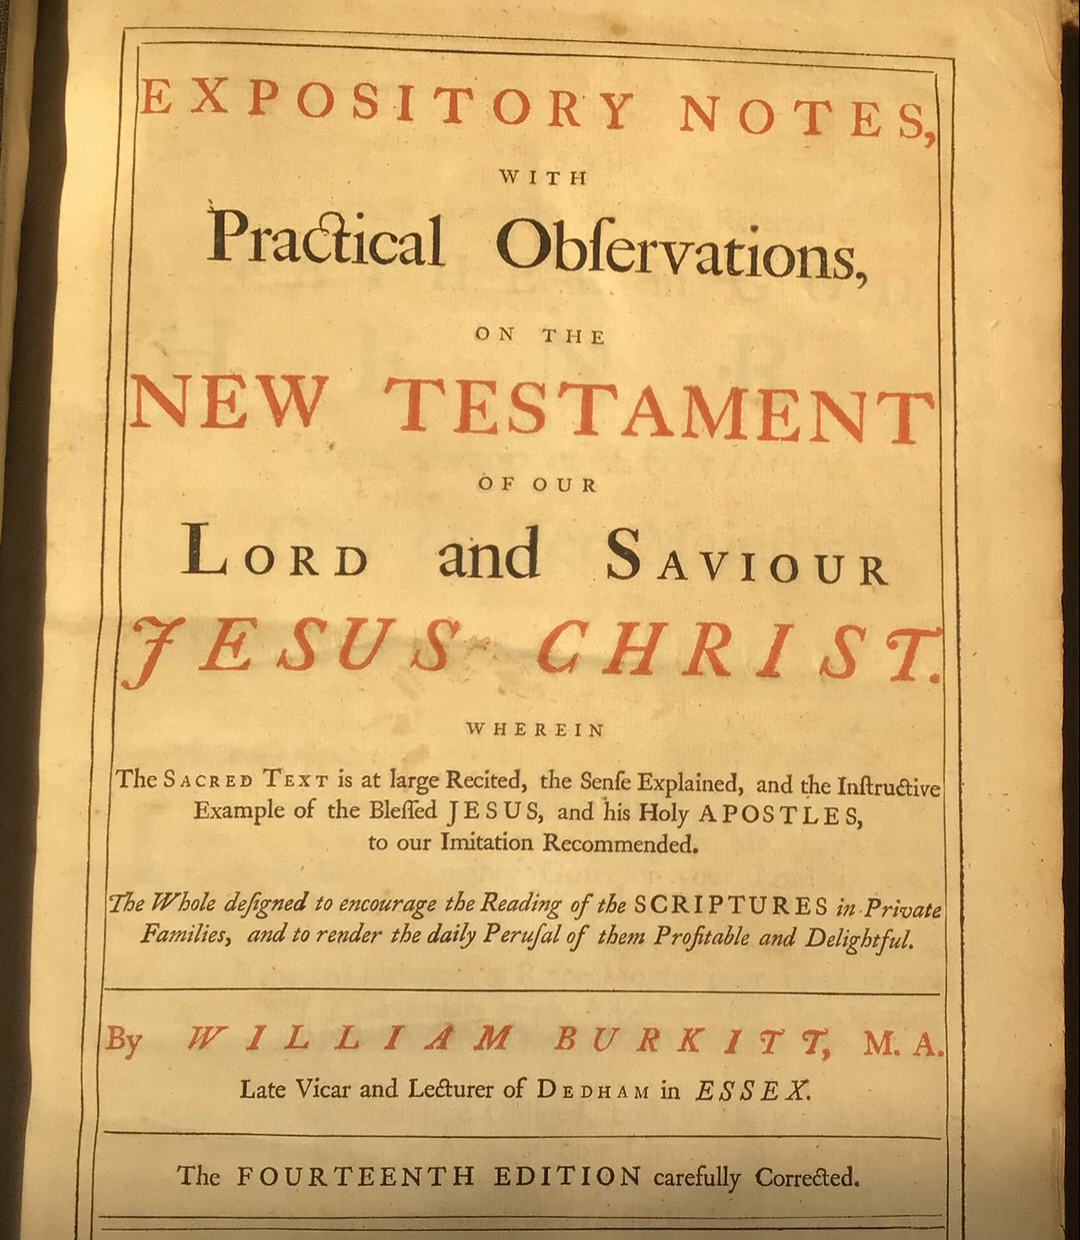 EXPOSITORY NOTES,
WITH
Practical Obſervations,
ON THE
NEW TESTAMENT
OF OUR
LORD and SAVIOUR
JESUS CHRIST.
WHEREIN
The SACRED TEXT is at large Recited, the Senſe Explained, and the Inſtructive
Example of the Bleſſed JESUS, and his Holy APOSTLES,
to our Imitation Recommended.
The Whole deſigned to encourage the Reading of the SCRIPTURES in Private
Families, and to render the daily Peruſal of them Profitable and Delightful.
By WILLIAM BURKITT, M. A.
Late Vicar and Lecturer of DEDHAM in ESSEX.
The FOURTEENTH EDITION carefully Corrected.